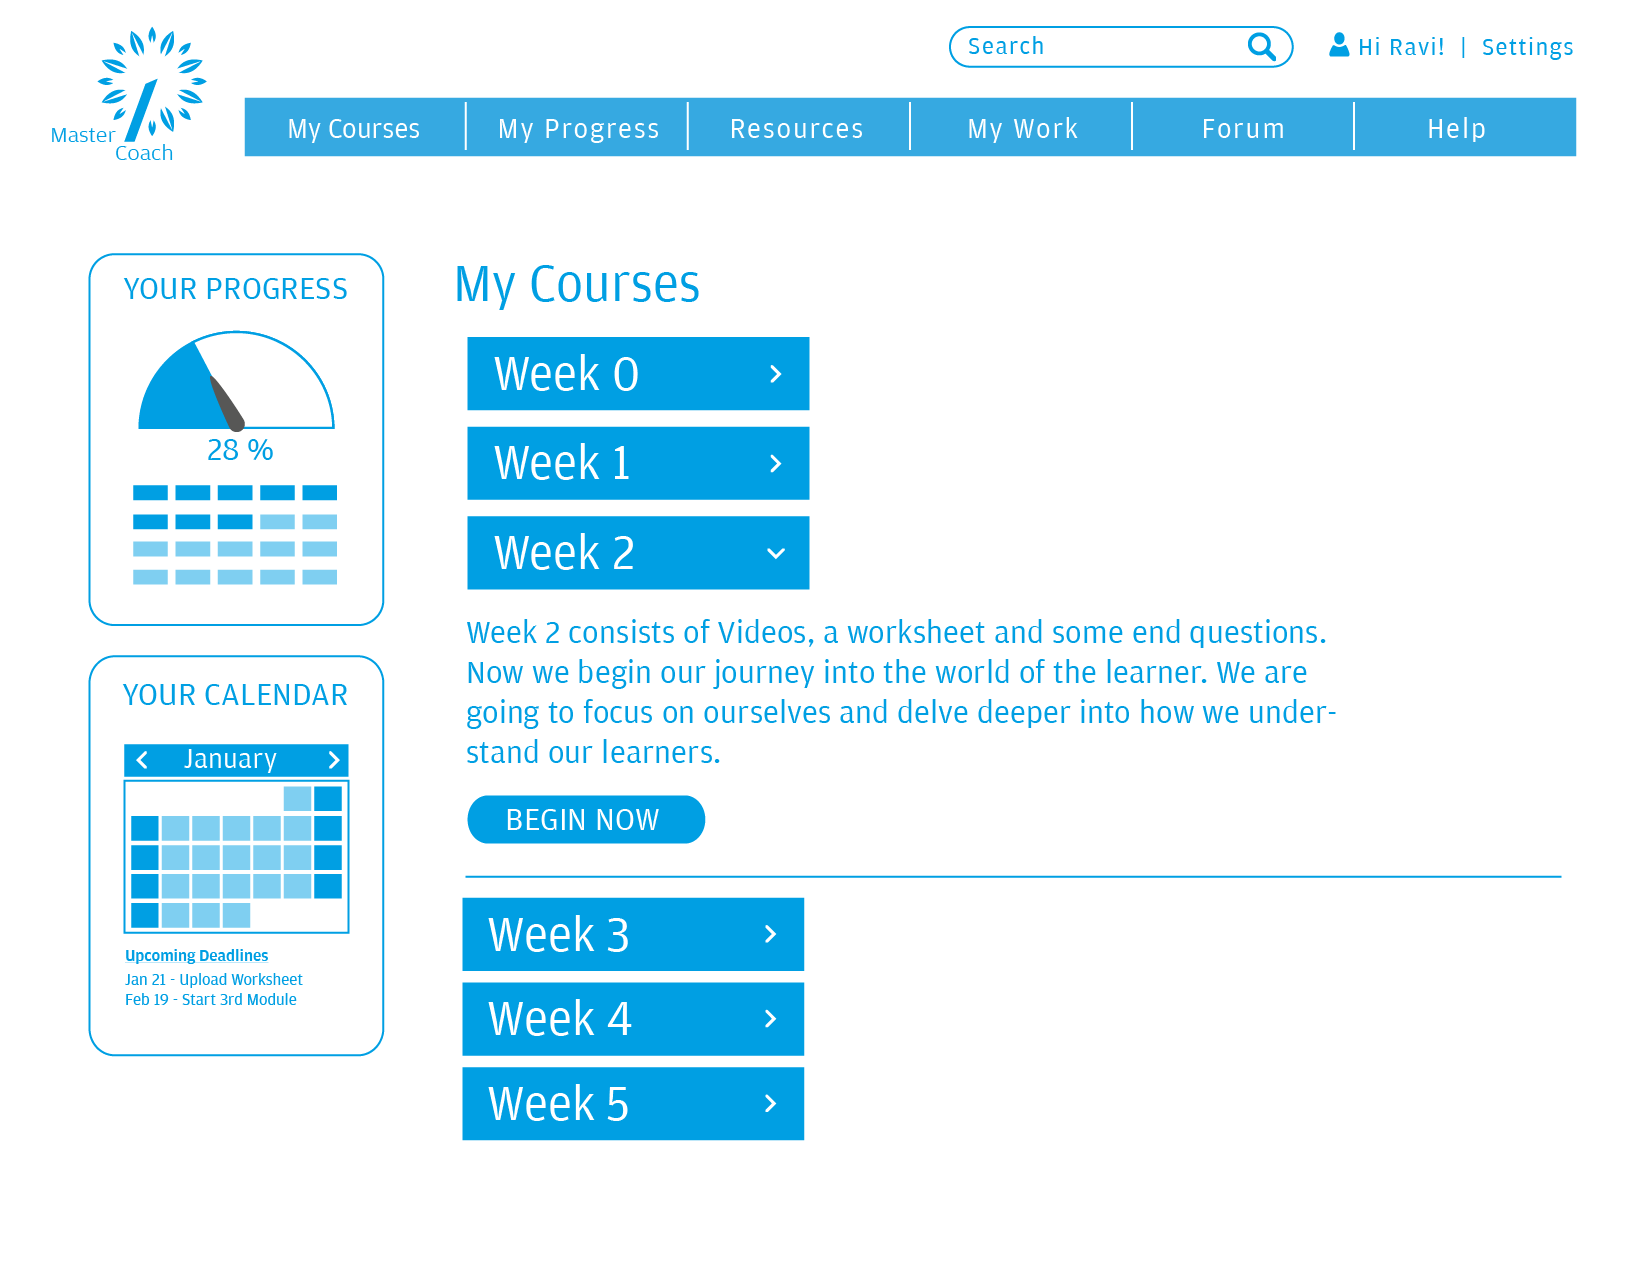 Master
Coach
Search
Hi Ravi! | Settings
My Courses
My Progress
Resources
My Work
Forum
Help
YOUR PROGRESS
28 %
YOUR CALENDAR
January
Upcoming Deadlines
Jan 21 - Upload Worksheet
Feb 19 - Start 3rd Module
My Courses
Week 0
Week 1
Week 2
Week 2 consists of Videos, a worksheet and some end questions.
Now we begin our journey into the world of the learner. We are
going to focus on ourselves and delve deeper into how we under-
stand our learners.
BEGIN NOW
Week 3
Week 4
Week 5